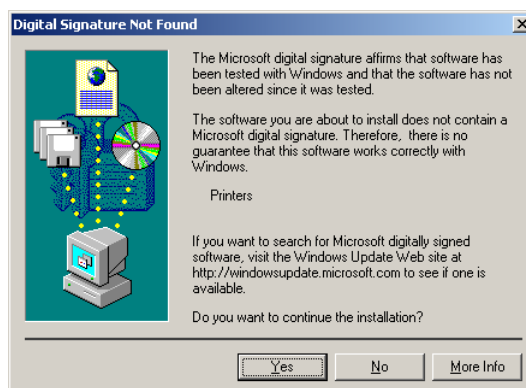 Digital Signature Not Found
The Microsoft digital signature affirms that software has
been tested with Windows and that the software has not
been altered since it was tested.
The software you are about to install does not contain a
Microsoft digital signature. Therefore, there is no
guarantee that this software works correctly with
Windows.
Printers
If you want to search for Microsoft digitally signed
software, visit the Windows Update Web site at
http://windowsupdate.microsoft.com to see if one is
available.
Do you want to continue the installation?
Yes
No
More Info